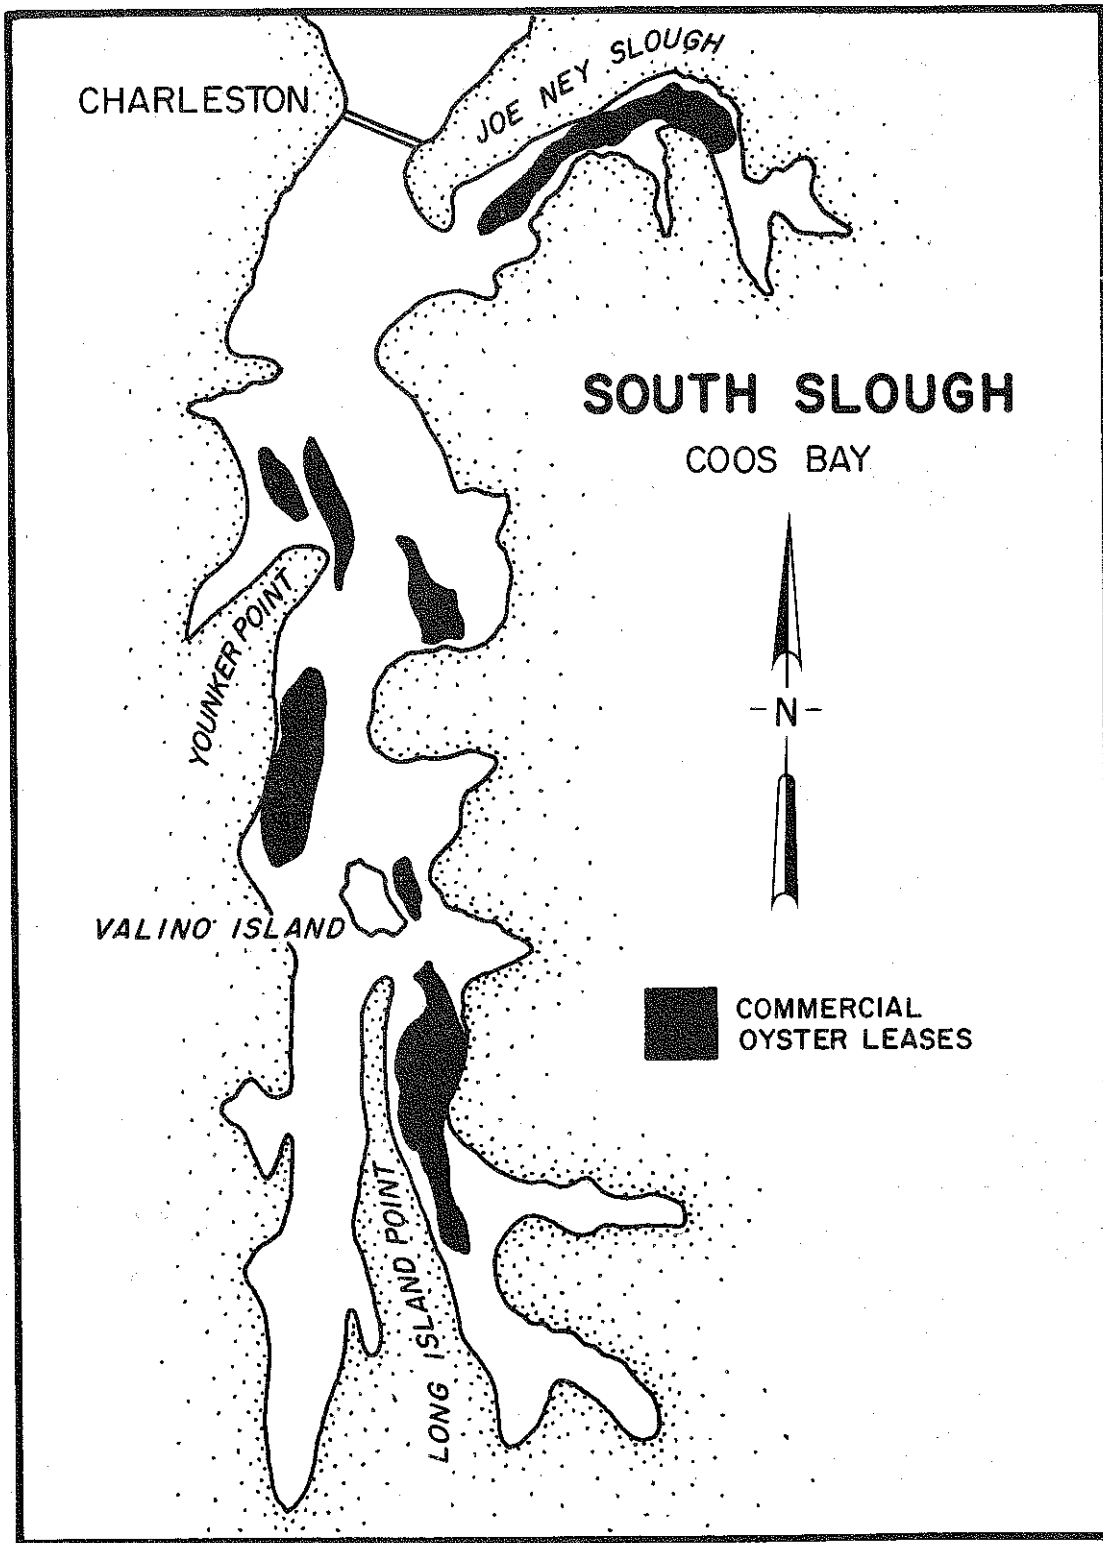 JOE NEY SLOUGH
CHARLESTON
SOUTH SLOUGH
COOS BAY
YOUNKER POINT
-N-
VALINO ISLAND
COMMERCIAL
OYSTER LEASES
LONG ISLAND POINT